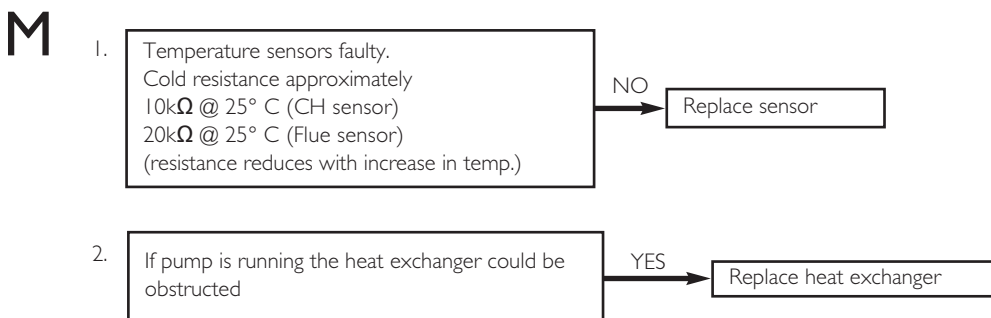 M
1.
Temperature sensors faulty.
Cold resistance approximately
10kΩ @ 25° C (CH sensor)
20kΩ @ 25° C (Flue sensor)
(resistance reduces with increase in temp.)
NO
Replace sensor
2.
If pump is running the heat exchanger could be
obstructed
YES
Replace heat exchanger